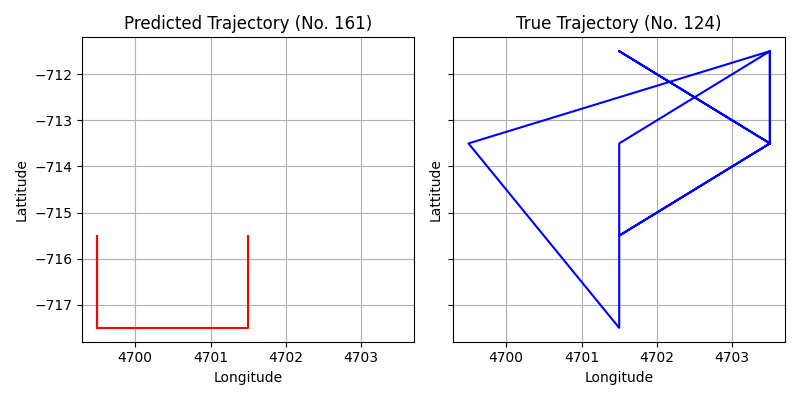 Predicted Trajectory (No. 161)
True Trajectory (No. 124)
Lattitude
−712
−713
−714
−715
−716
−717
4700
4701
4702
4703
Longitude
Lattitude
4700
4701
4702
4703
Longitude